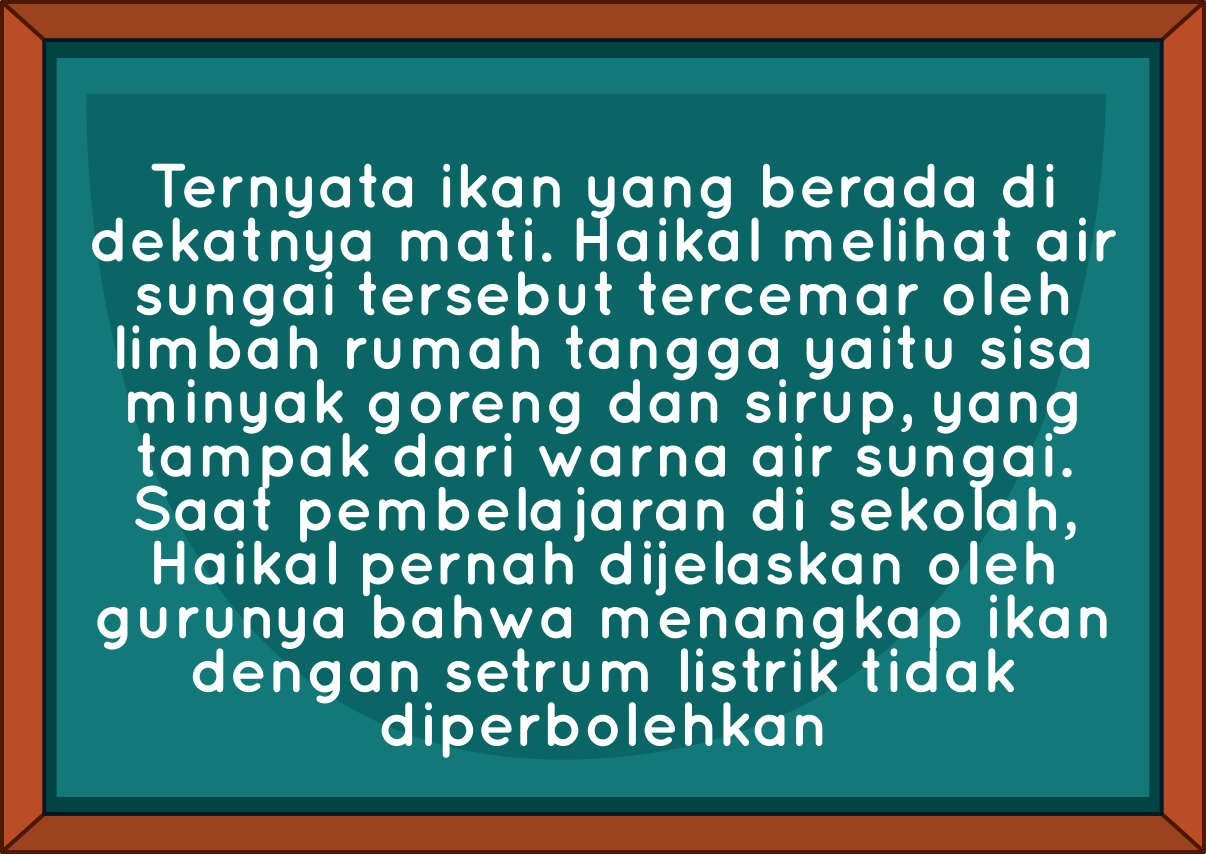 Ternyata ikan yang berada di
dekatnya mati. Haikal melihat air
sungai tersebut tercemar oleh
limbah rumah tangga yaitu sisa
minyak goreng dan sirup, yang
tampak dari warna air sungai.
Saat pembelajaran di sekolah,
Haikal pernah dijelaskan oleh
gurunya bahwa menangkap ikan
dengan setrum listrik tidak
diperbolehkan